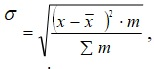 σ = √( (x − x̄)² · m / ∑ m ) ,
.